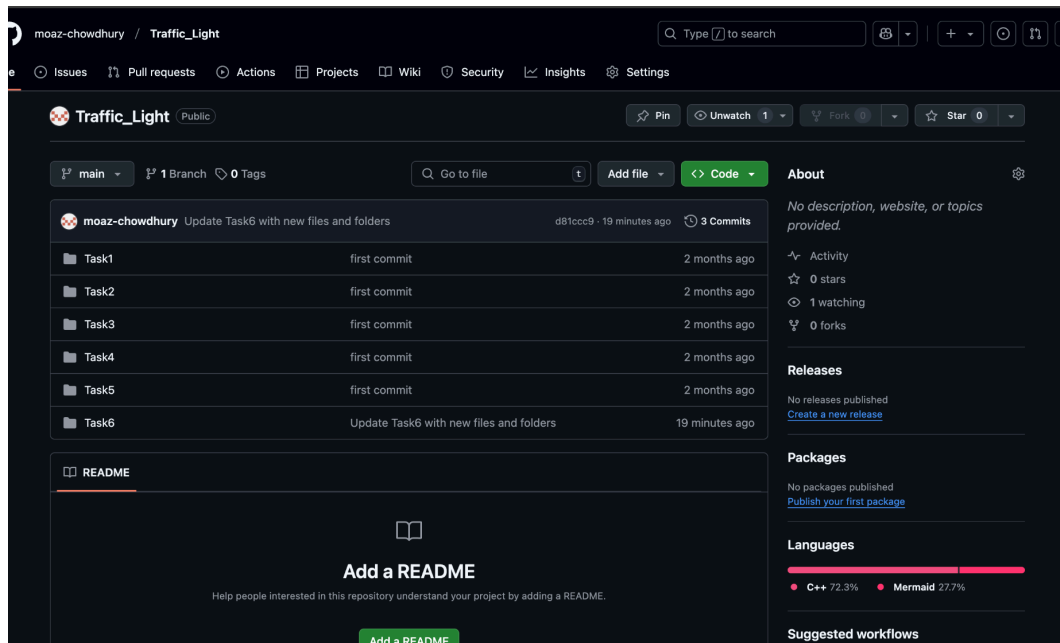 moaz-chowdhury / Traffic_Light
Type / to search
e Issues Pull requests Actions Projects Wiki Security Insights Settings
Traffic_Light Public
Pin Unwatch 1 Fork 0 Star 0
main 1 Branch 0 Tags
Go to file t Add file Code
moaz-chowdhury Update Task6 with new files and folders d81ccc9 · 19 minutes ago 3 Commits
Task1 first commit 2 months ago
Task2 first commit 2 months ago
Task3 first commit 2 months ago
Task4 first commit 2 months ago
Task5 first commit 2 months ago
Task6 Update Task6 with new files and folders 19 minutes ago
README
Add a README
Help people interested in this repository understand your project by adding a README.
Add a README
About
No description, website, or topics
provided.
Activity
0 stars
1 watching
0 forks
Releases
No releases published
Create a new release
Packages
No packages published
Publish your first package
Languages
C++ 72.3% Mermaid 27.7%
Suggested workflows